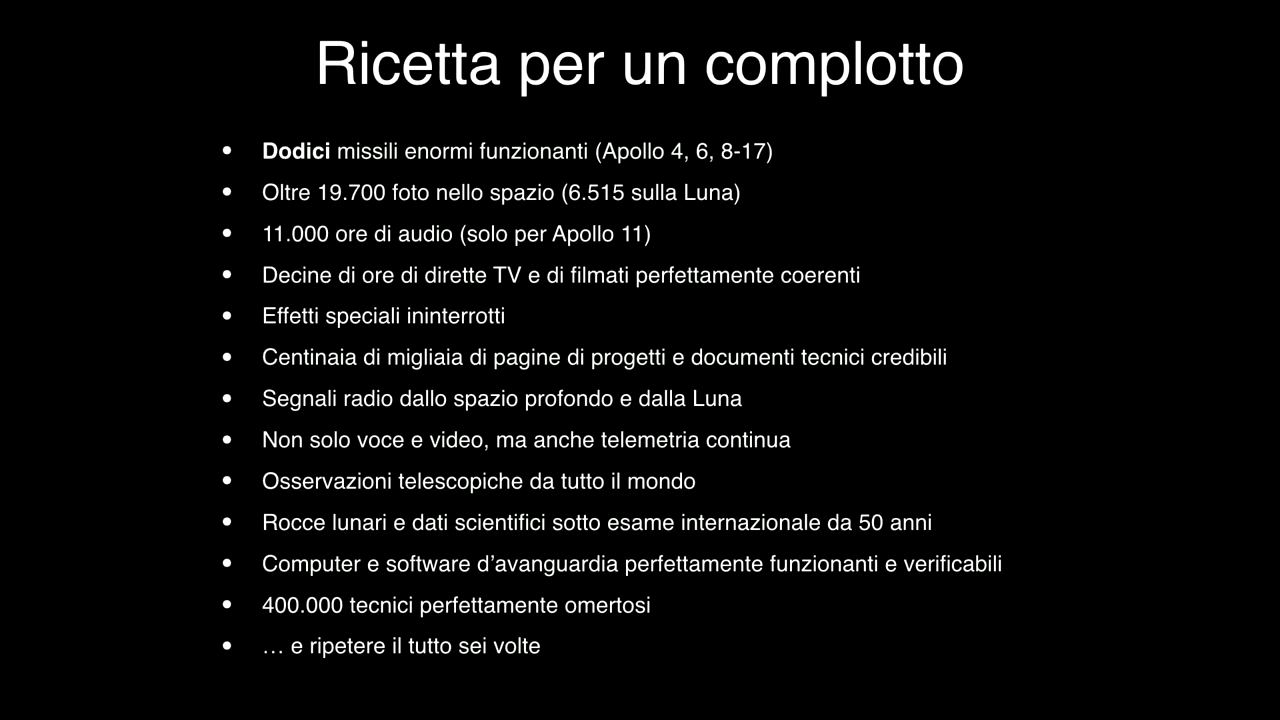 Ricetta per un complotto
• Dodici missili enormi funzionanti (Apollo 4, 6, 8-17)
• Oltre 19.700 foto nello spazio (6.515 sulla Luna)
• 11.000 ore di audio (solo per Apollo 11)
• Decine di ore di dirette TV e di filmati perfettamente coerenti
• Effetti speciali ininterrotti
• Centinaia di migliaia di pagine di progetti e documenti tecnici credibili
• Segnali radio dallo spazio profondo e dalla Luna
• Non solo voce e video, ma anche telemetria continua
• Osservazioni telescopiche da tutto il mondo
• Rocce lunari e dati scientifici sotto esame internazionale da 50 anni
• Computer e software d’avanguardia perfettamente funzionanti e verificabili
• 400.000 tecnici perfettamente omertosi
• … e ripetere il tutto sei volte